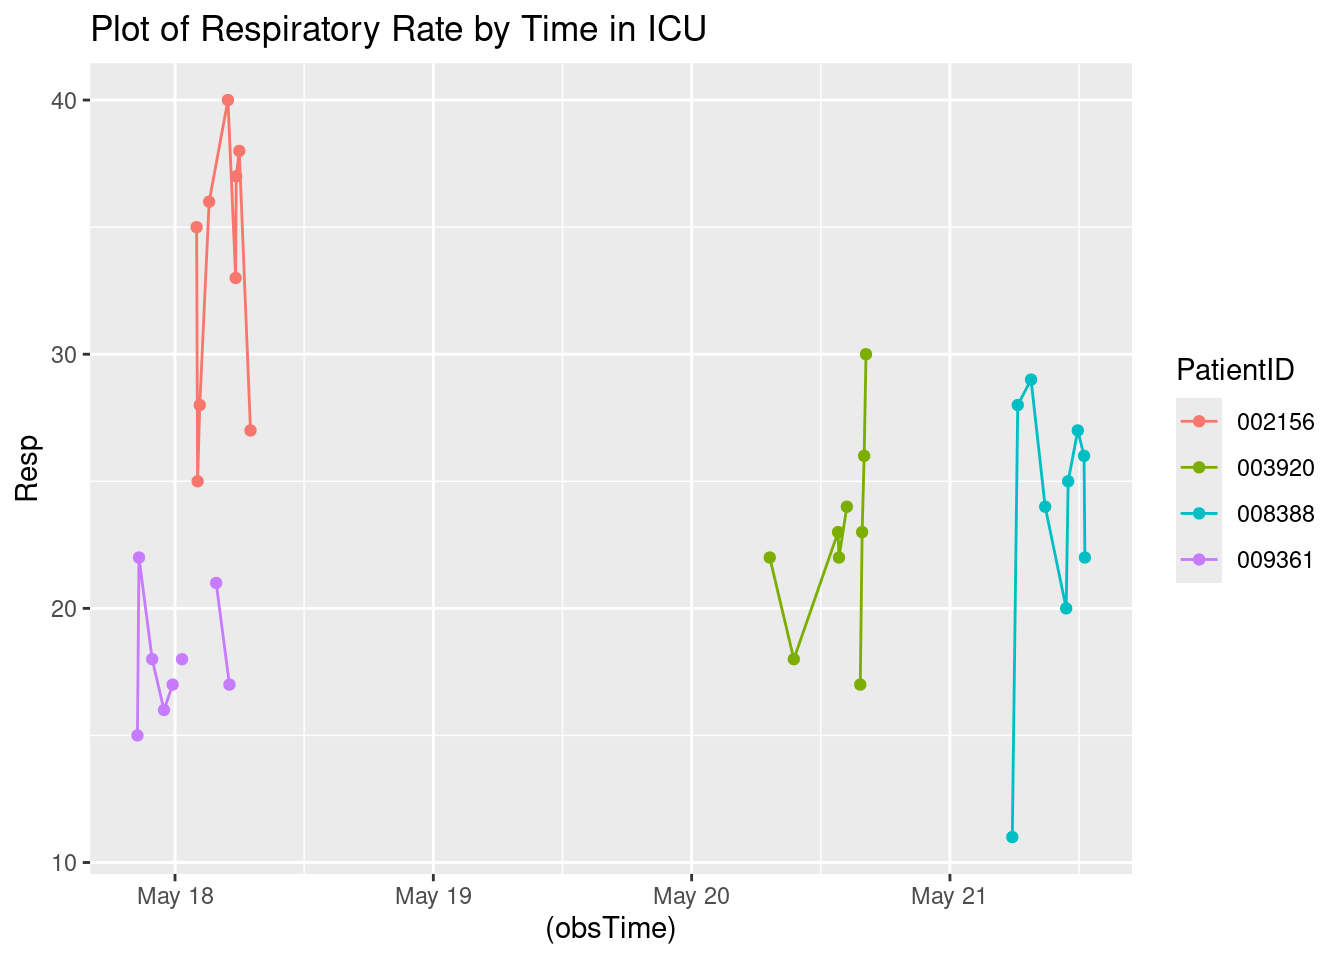 Plot of Respiratory Rate by Time in ICU
40
30
20
10
Resp
May 18
May 19
May 20
May 21
(obsTime)
PatientID
002156
003920
008388
009361